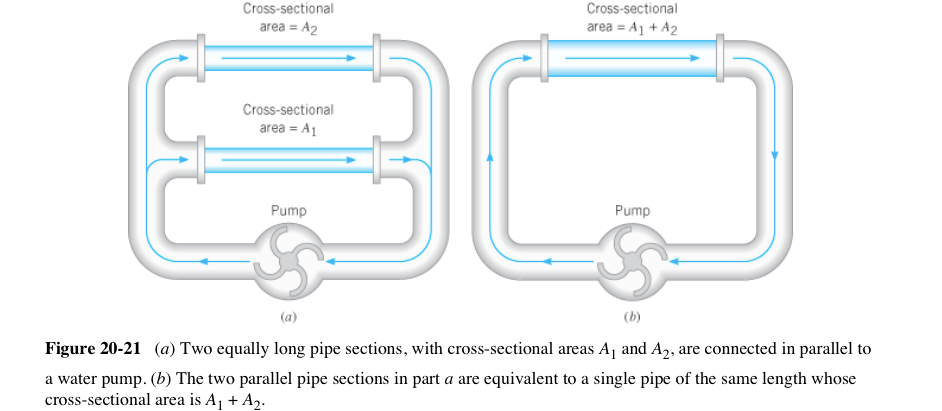 Cross-sectional
area = A2
Cross-sectional
area = A1
Pump
(a)
Cross-sectional
area = A1 + A2
Pump
(b)
Figure 20-21 (a) Two equally long pipe sections, with cross-sectional areas A1 and A2, are connected in parallel to
a water pump. (b) The two parallel pipe sections in part a are equivalent to a single pipe of the same length whose
cross-sectional area is A1 + A2.